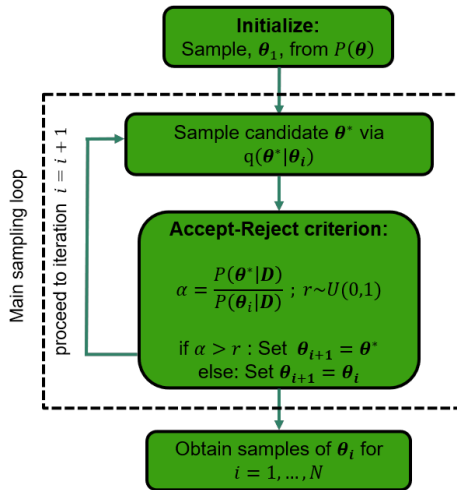 Initialize:
Sample, θ₁, from P(θ)
Main sampling loop
proceed to iteration i = i + 1
Sample candidate θ* via
q(θ*|θᵢ)
Accept-Reject criterion:
α = P(θ*|D) / P(θᵢ|D) ; r~U(0,1)
if α > r : Set θᵢ₊₁ = θ*
else: Set θᵢ₊₁ = θᵢ
Obtain samples of θᵢ for
i = 1, … , N